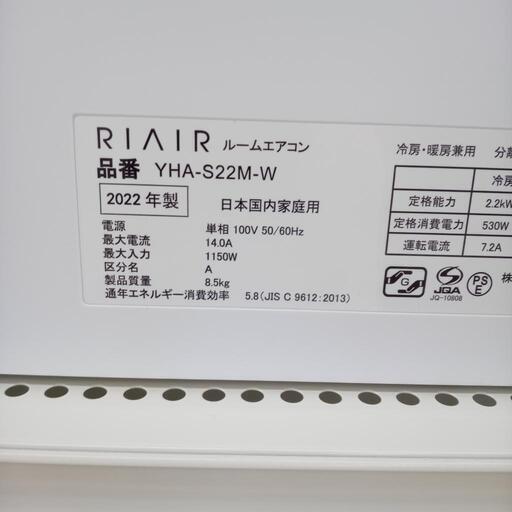 RIAIR ルームエアコン
品番 YHA-S22M-W
2022 年製 日本国内家庭用
電源 単相 100V 50/60Hz
最大電流 14.0A
最大入力 1150W
区分名 A
製品質量 8.5kg
通年エネルギー消費効率 5.8(JIS C 9612:2013)
冷房・暖房兼用 分離
冷房
定格能力 2.2kW
定格消費電力 530W
運転電流 7.2A
G
JQA
JQ-10808
PS
E
株